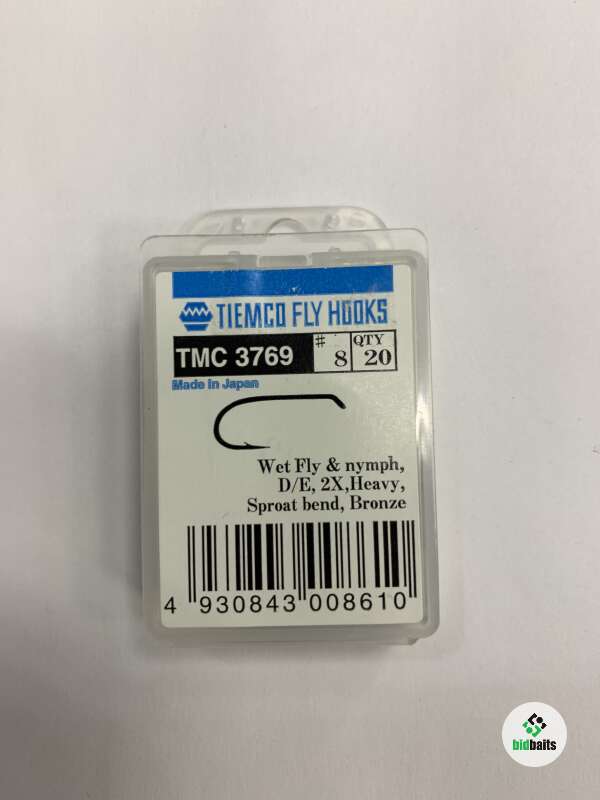 TIEMCO FLY HOOKS
TMC 3769
# 8
QTY 20
Made In Japan
Wet Fly & nymph,
D/E, 2X,Heavy,
Sproat bend, Bronze
4 930843 008610
bidbaits